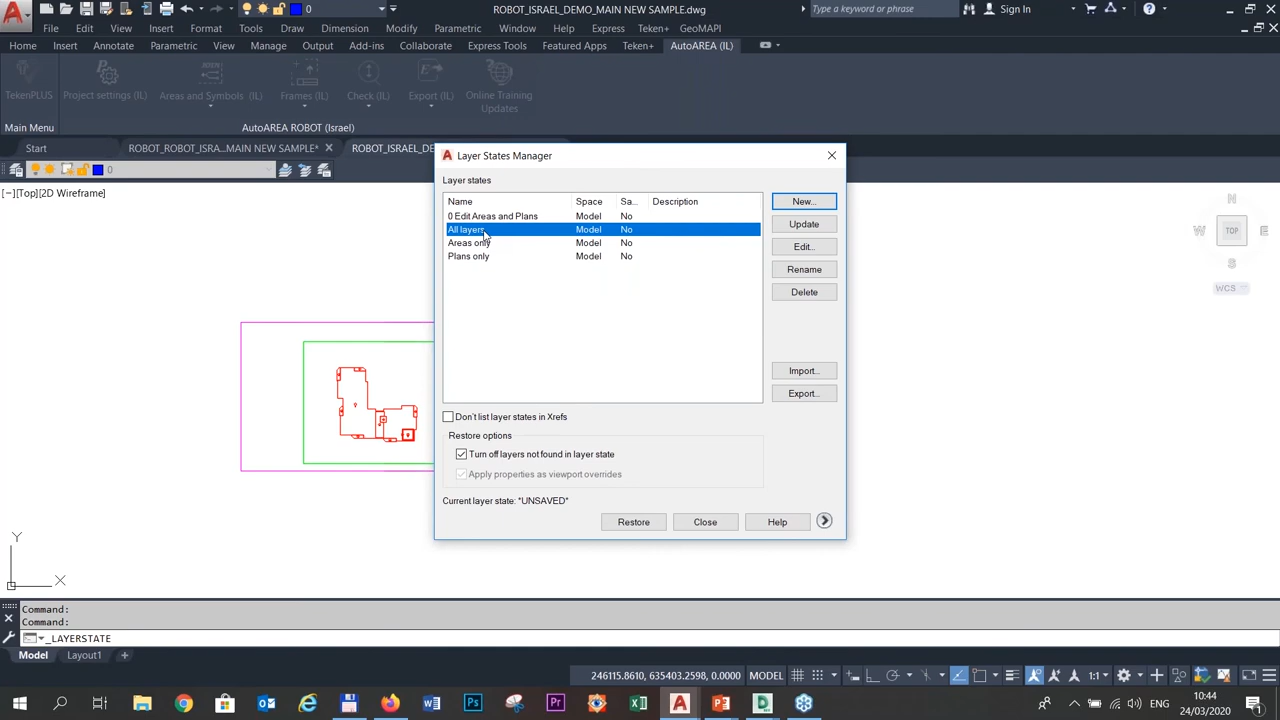 0
ROBOT_ISRAEL_DEMO_MAIN NEW SAMPLE.dwg
Type a keyword or phrase
Sign In
File Edit View Insert Format Tools Draw Dimension Modify Parametric Window Help Express Teken+ GeoMAPI
Home Insert Annotate Parametric View Manage Output Add-ins Collaborate Express Tools Featured Apps Teken+ AutoAREA (IL)
TekenPLUS Project settings (IL) Areas and Symbols (IL) Frames (IL) Check (IL) Export (IL) Online Training
Updates
Main Menu AutoAREA ROBOT (Israel)
Start ROBOT_ROBOT_ISRA...MAIN NEW SAMPLE* ROBOT_ISRAEL_DE
0
[−][Top][2D Wireframe]
Layer States Manager
Layer states
Name Space Sa... Description
0 Edit Areas and Plans Model No
All layers Model No
Areas only Model No
Plans only Model No
New...
Update
Edit...
Rename
Delete
Import...
Export...
Don't list layer states in Xrefs
Restore options
Turn off layers not found in layer state
Apply properties as viewport overrides
Current layer state: *UNSAVED*
Restore Close Help
N
W TOP E
S
WCS
Y
X
Command:
Command:
_LAYERSTATE
Model Layout1 +
246115.8610, 635403.2598, 0.0000 MODEL 1:1
ENG
10:44
24/03/2020